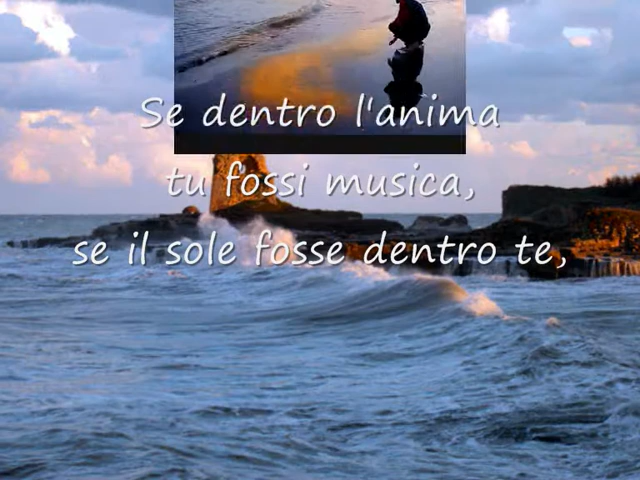 Se dentro l'anima
tu fossi musica,
se il sole fosse dentro te,